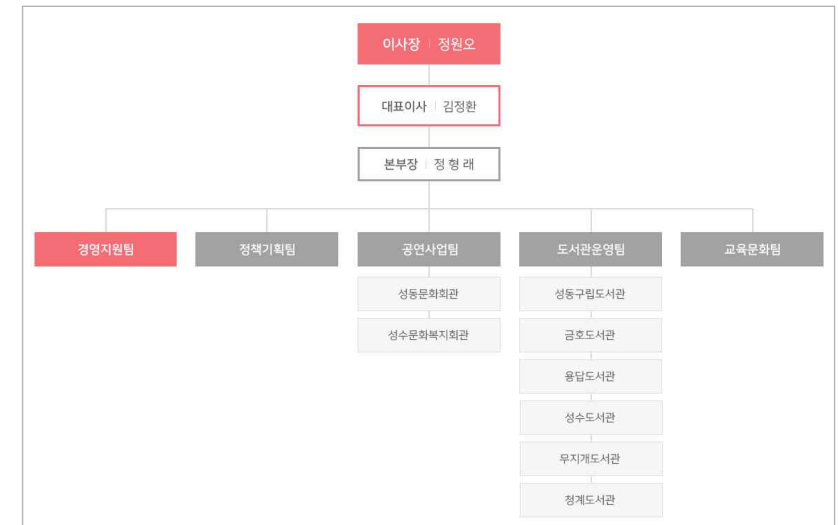 이사장 | 정원오
대표이사 | 김정환
본부장 | 정 형 래
경영지원팀
정책기획팀
공연사업팀
도서관운영팀
교육문화팀
성동문화회관
성수문화복지회관
성동구립도서관
금호도서관
용답도서관
성수도서관
무지개도서관
청계도서관